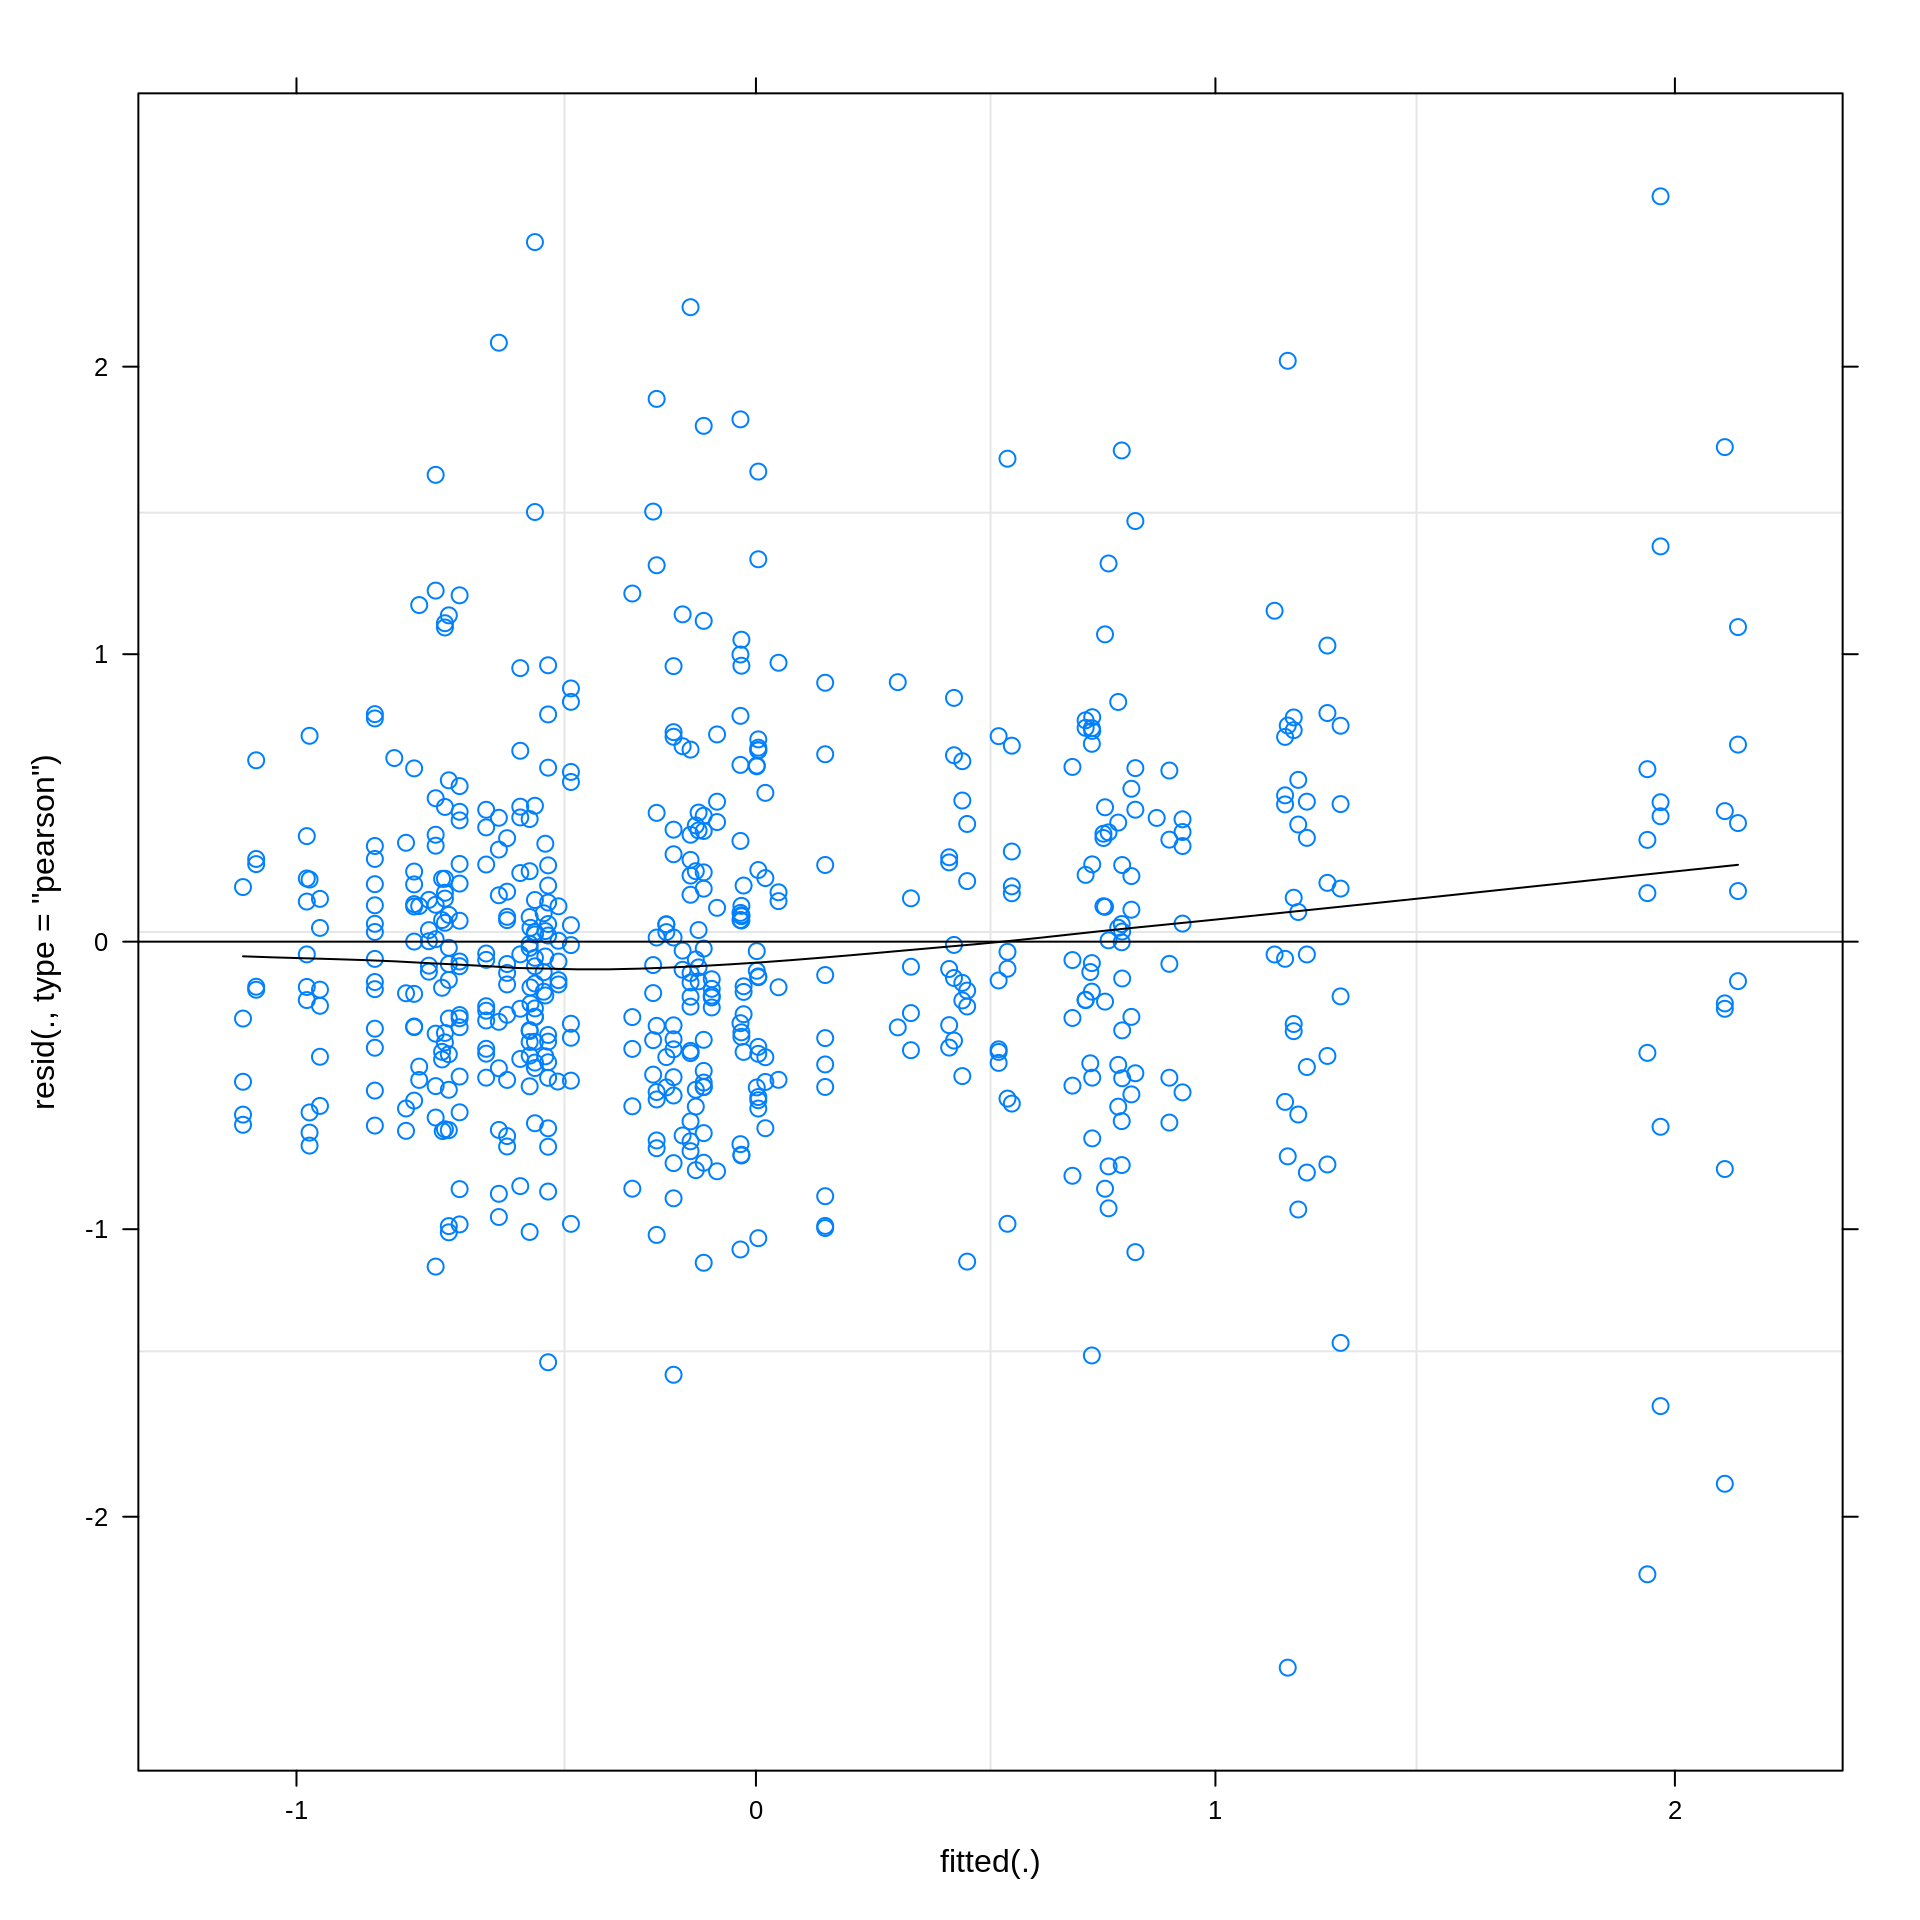 resid(., type = "pearson")
2
1
0
-1
-2
-1 0 1 2
fitted(.)